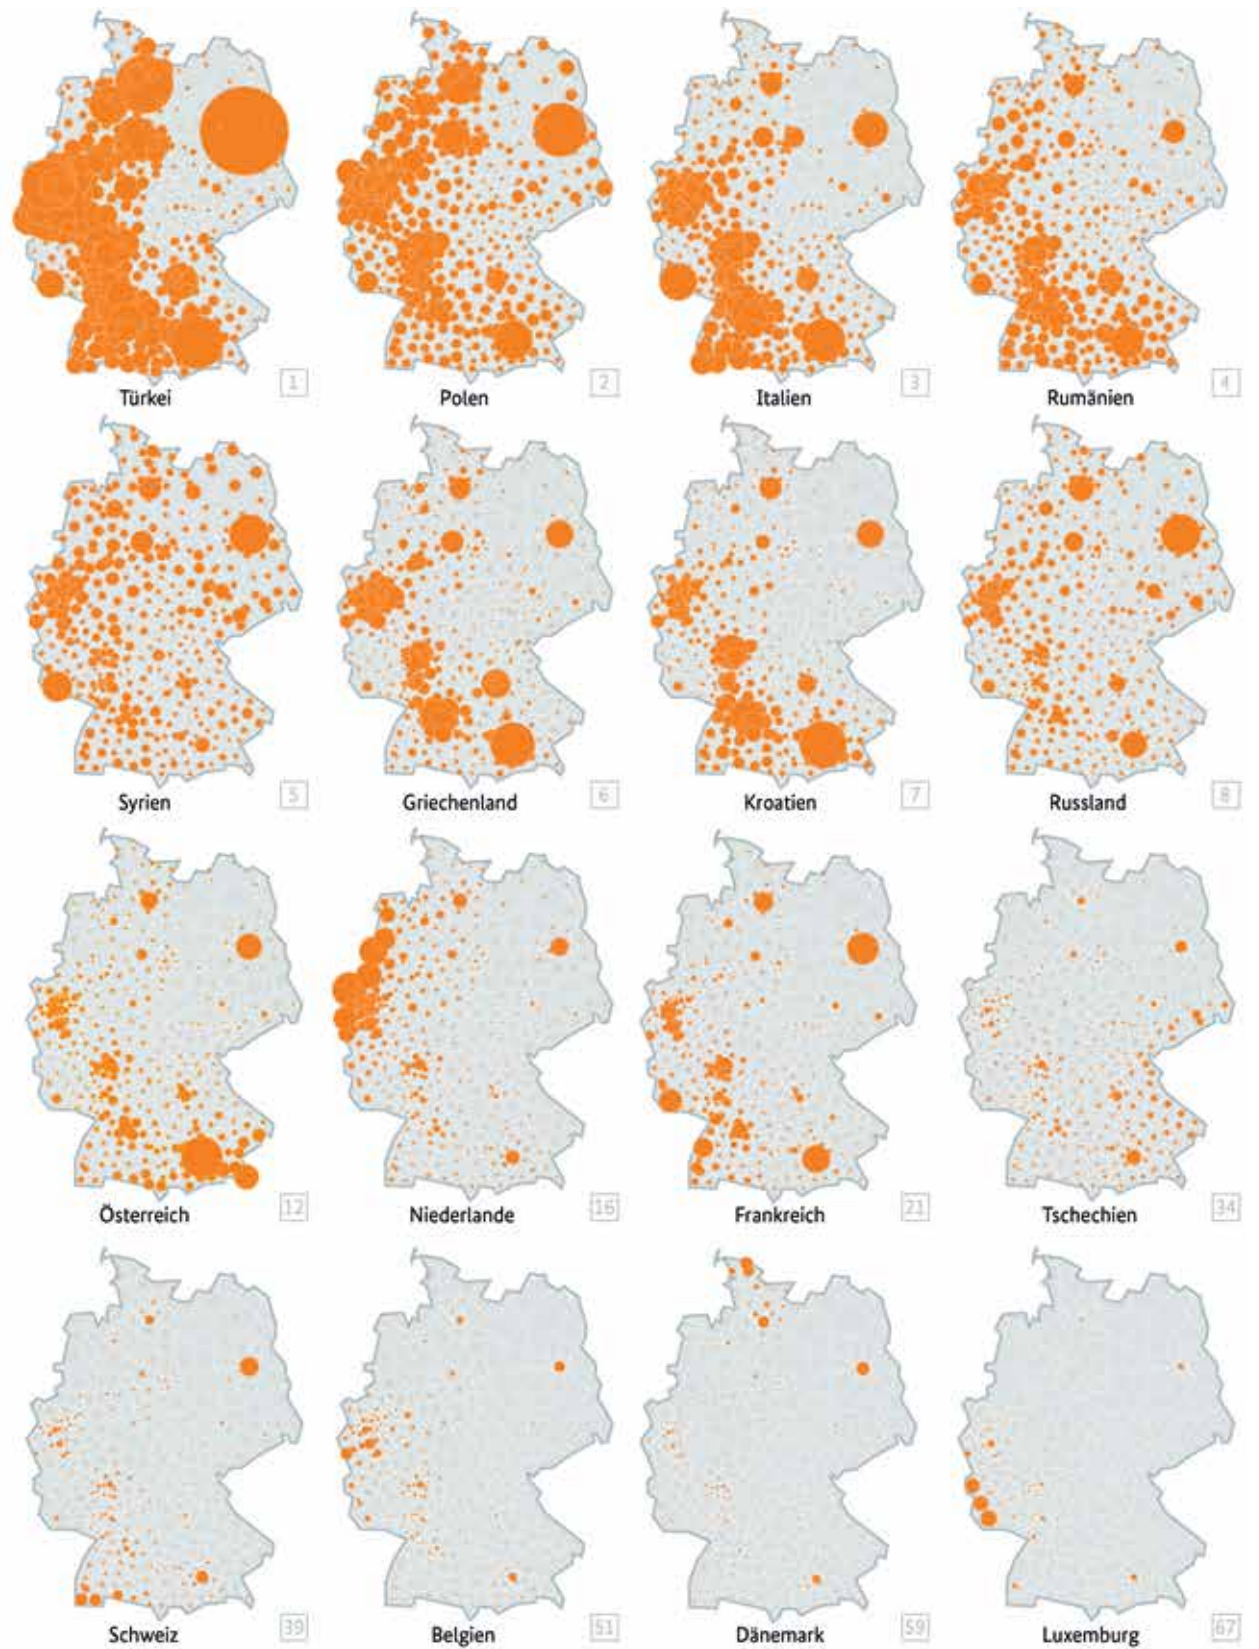 1
Türkei
2
Polen
3
Italien
4
Rumänien
5
Syrien
6
Griechenland
7
Kroatien
8
Russland
12
Österreich
16
Niederlande
21
Frankreich
34
Tschechien
39
Schweiz
51
Belgien
59
Dänemark
67
Luxemburg